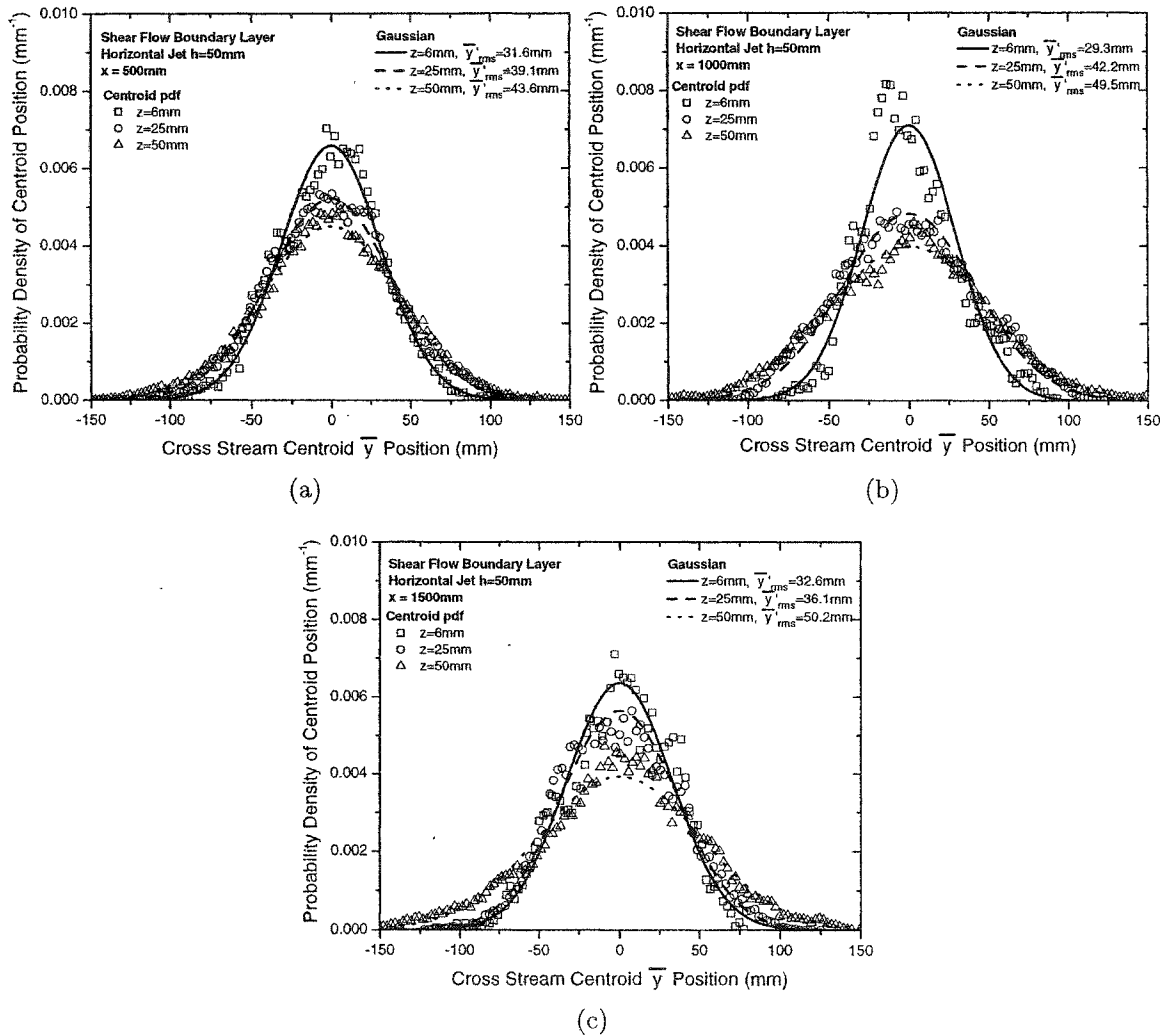 Shear Flow Boundary Layer
Horizontal Jet h=50mm
x = 500mm
Centroid pdf
z=6mm
z=25mm
z=50mm
Gaussian
z=6mm, y̅'rms=31.6mm
z=25mm, y̅'rms=39.1mm
z=50mm, y̅'rms=43.6mm
Probability Density of Centroid Position (mm⁻¹)
0.010
0.008
0.006
0.004
0.002
0.000
-150 -100 -50 0 50 100 150
Cross Stream Centroid y̅ Position (mm)
(a)
Shear Flow Boundary Layer
Horizontal Jet h=50mm
x = 1000mm
Centroid pdf
z=6mm
z=25mm
z=50mm
Gaussian
z=6mm, y̅'rms=29.3mm
z=25mm, y̅'rms=42.2mm
z=50mm, y̅'rms=49.5mm
Probability Density of Centroid Position (mm⁻¹)
0.010
0.008
0.006
0.004
0.002
0.000
-150 -100 -50 0 50 100 150
Cross Stream Centroid y̅ Position (mm)
(b)
Shear Flow Boundary Layer
Horizontal Jet h=50mm
x = 1500mm
Centroid pdf
z=6mm
z=25mm
z=50mm
Gaussian
z=6mm, y̅'rms=32.6mm
z=25mm, y̅'rms=36.1mm
z=50mm, y̅'rms=50.2mm
Probability Density of Centroid Position (mm⁻¹)
0.010
0.008
0.006
0.004
0.002
0.000
-150 -100 -50 0 50 100 150
Cross Stream Centroid y̅ Position (mm)
(c)